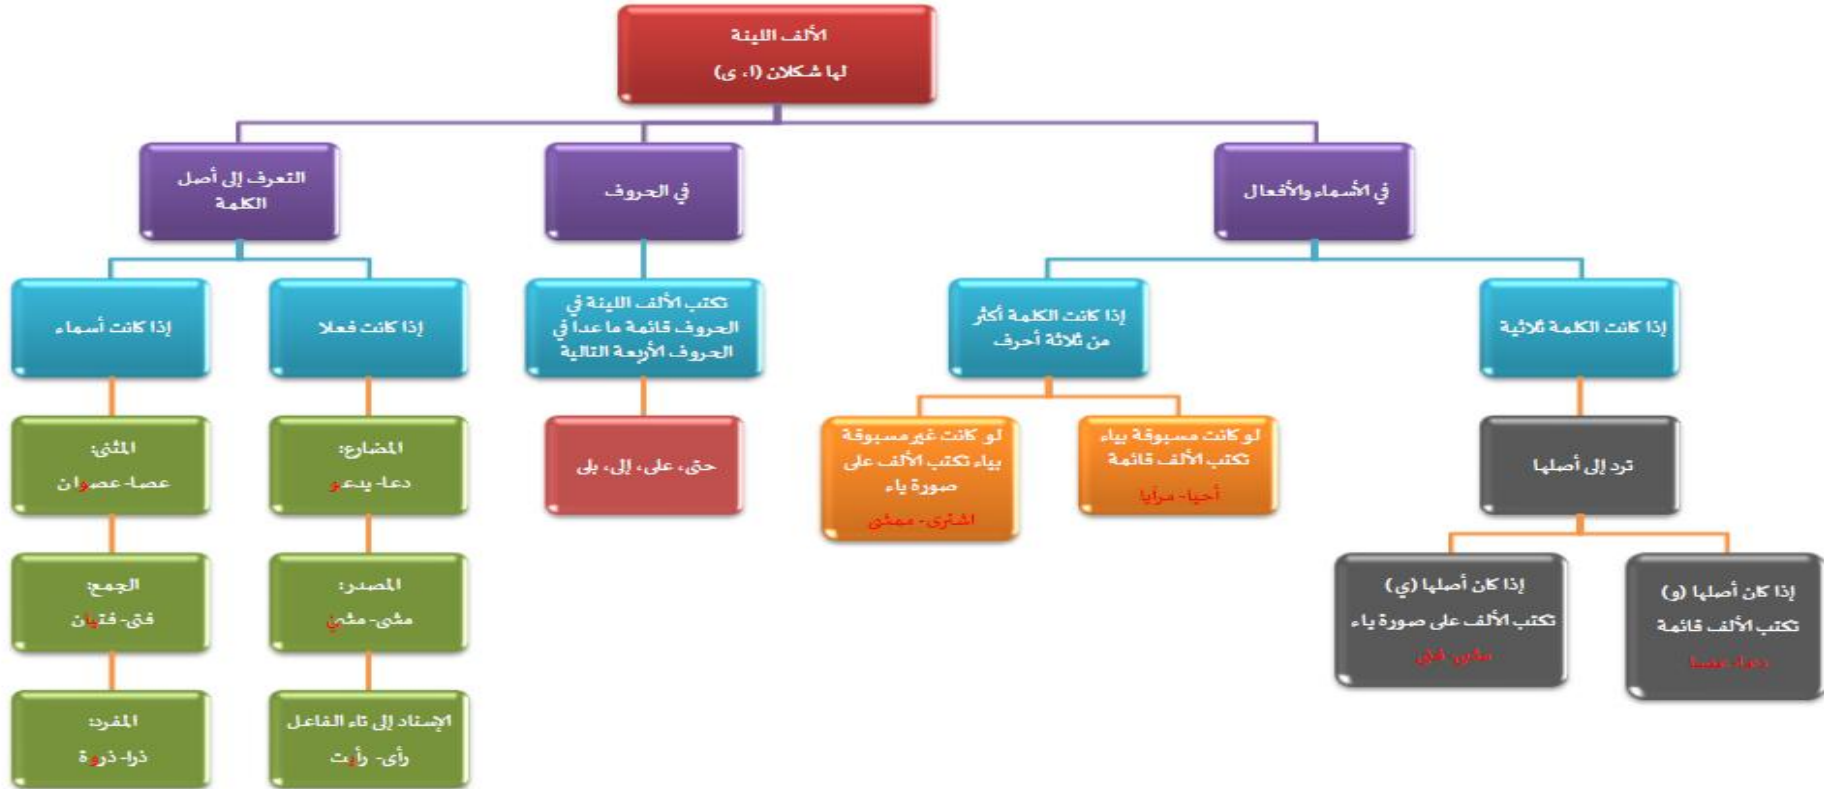 الألف اللينة
لها شكلان (ا، ى)
في الأسماء والأفعال
إذا كانت الكلمة ثلاثية
ترد إلى أصلها
إذا كان أصلها (و)
تكتب الألف قائمة
دعا- عصا
إذا كان أصلها (ي)
تكتب الألف على صورة ياء
مشى- فتى
إذا كانت الكلمة أكثر
من ثلاثة أحرف
لو كانت مسبوقة بياء
تكتب الألف قائمة
أحيا- مرايا
لو كانت غير مسبوقة
بياء تكتب الألف على
صورة ياء
اشترى- ممشى
في الحروف
تكتب الألف اللينة في
الحروف قائمة ما عدا في
الحروف الأربعة التالية
حتى، على، إلى، بلى
التعرف إلى أصل
الكلمة
إذا كانت فعلا
المضارع:
دعا- يدعو
المصدر:
مشى- مشي
الإسناد إلى تاء الفاعل
رأى- رأيت
إذا كانت أسماء
المثنى:
عصا- عصوان
الجمع:
فتى- فتيان
المفرد:
ذرا- ذروة